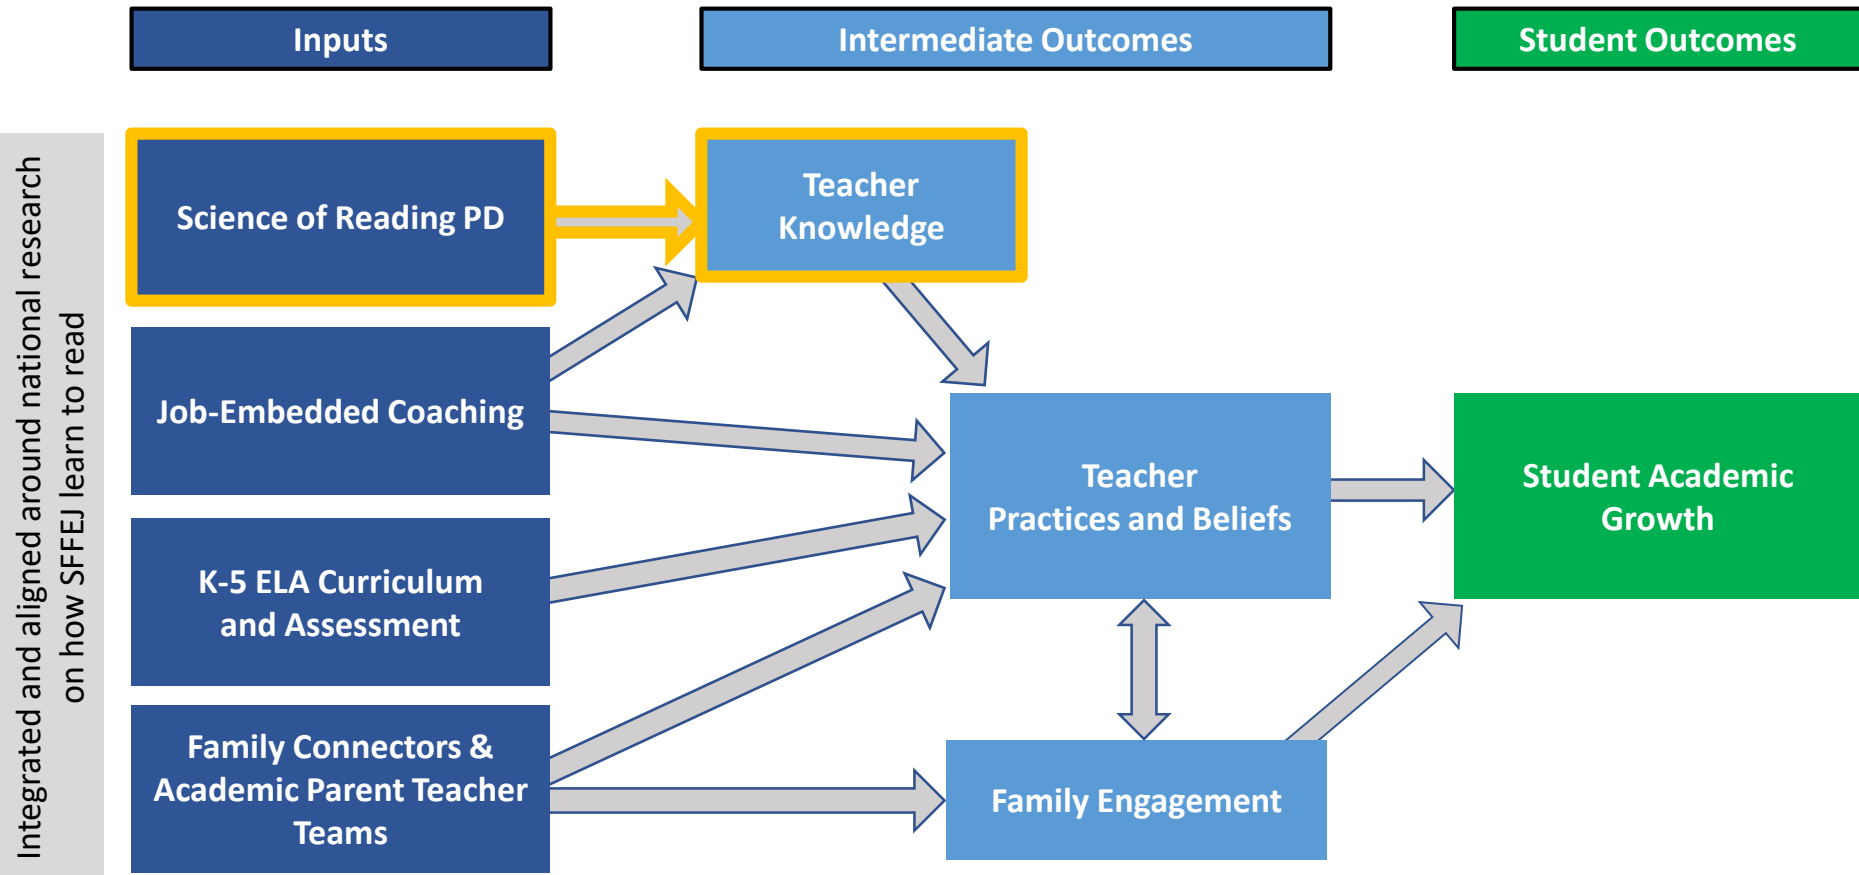 Inputs
Intermediate Outcomes
Student Outcomes
Integrated and aligned around national research
on how SFFEJ learn to read
Science of Reading PD
Teacher
Knowledge
Job-Embedded Coaching
Teacher
Practices and Beliefs
Student Academic
Growth
K-5 ELA Curriculum
and Assessment
Family Connectors &
Academic Parent Teacher
Teams
Family Engagement